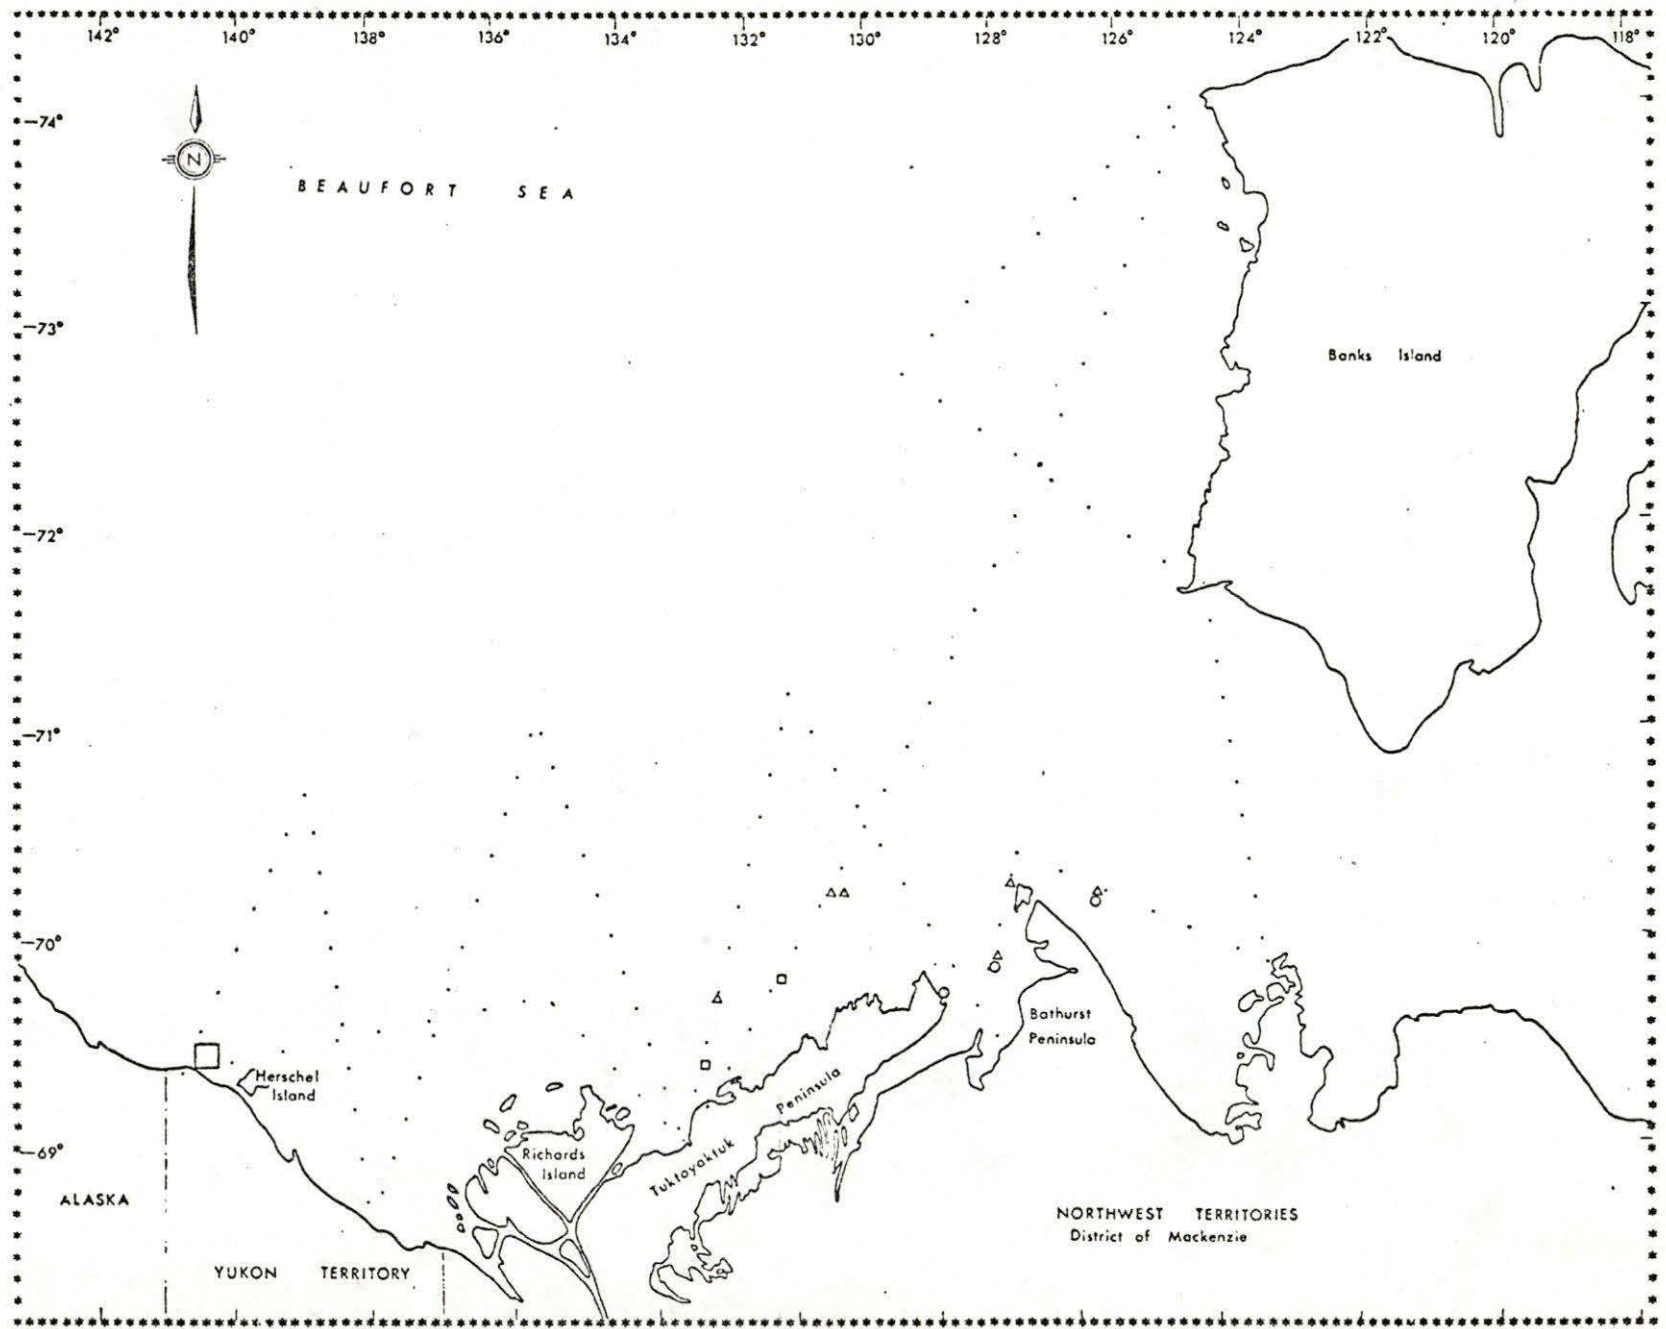 142° 140° 138° 136° 134° 132° 130° 128° 126° 124° 122° 120° 118°
74°
N
BEAUFORT SEA
73°
Banks Island
72°
71°
70°
Bathurst
Peninsula
Herschel
Island
Peninsula
Tuktoyaktuk
69°
Richards
Island
ALASKA
NORTHWEST TERRITORIES
District of Mackenzie
YUKON TERRITORY